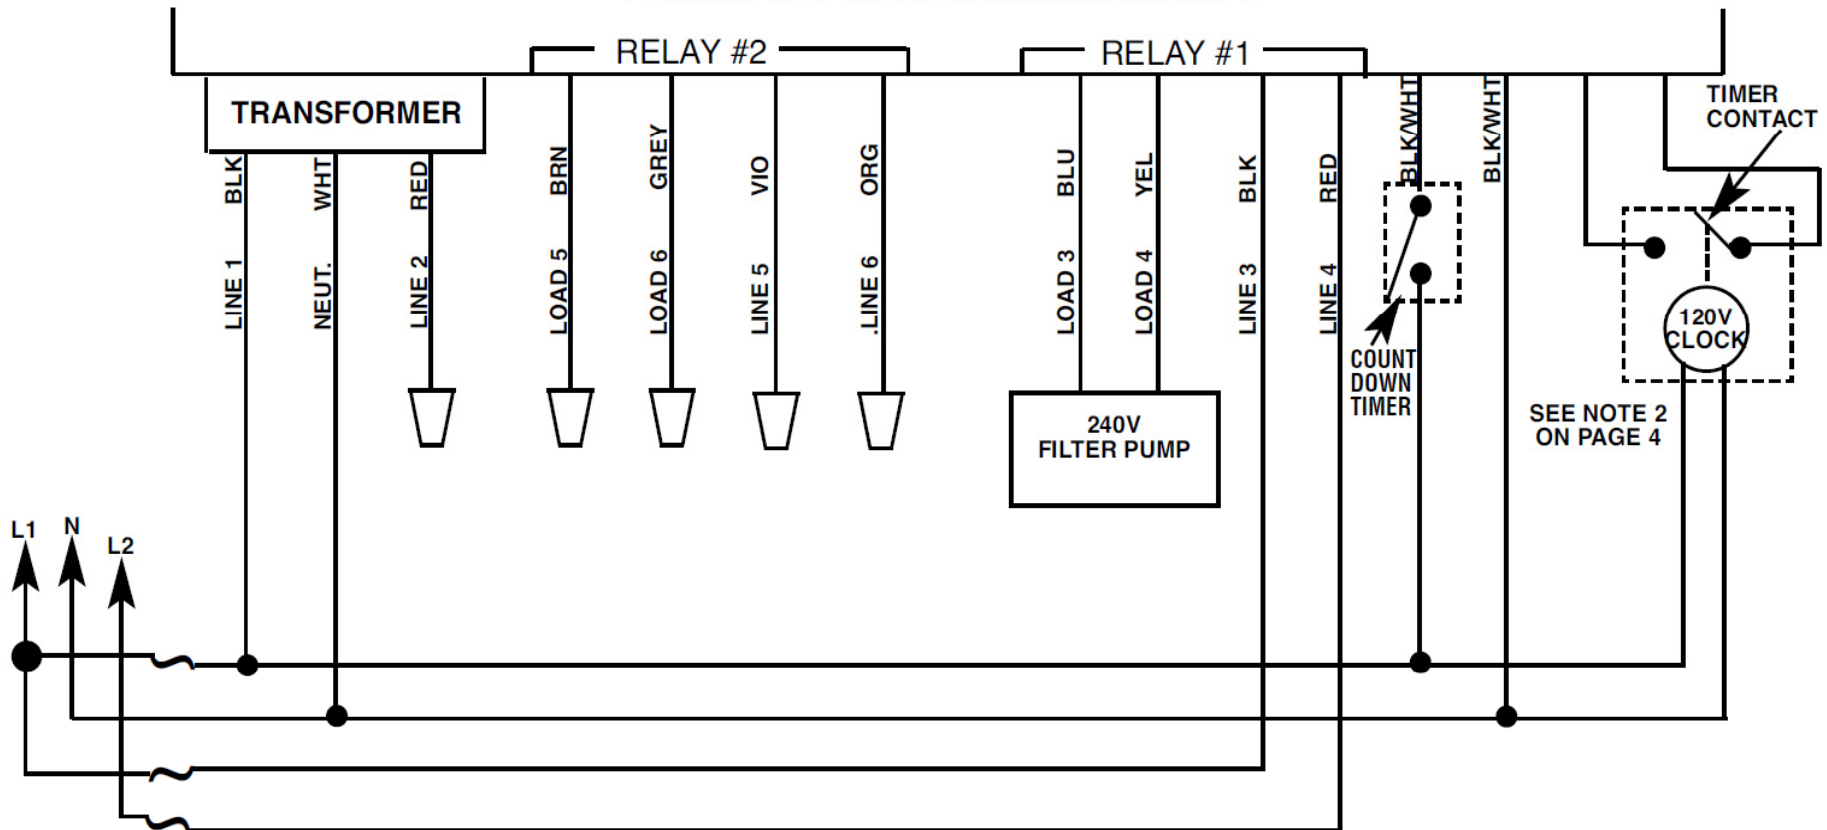 RELAY #2
RELAY #1
TRANSFORMER
TIMER
CONTACT
BLK
WHT
RED
BRN
GREY
VIO
ORG
BLU
YEL
BLK
RED
BLK/WHT
BLK/WHT
LINE 1
NEUT.
LINE 2
LOAD 5
LOAD 6
LINE 5
.LINE 6
LOAD 3
LOAD 4
LINE 3
LINE 4
120V
CLOCK
COUNT
DOWN
TIMER
240V
FILTER PUMP
SEE NOTE 2
ON PAGE 4
L1
N
L2